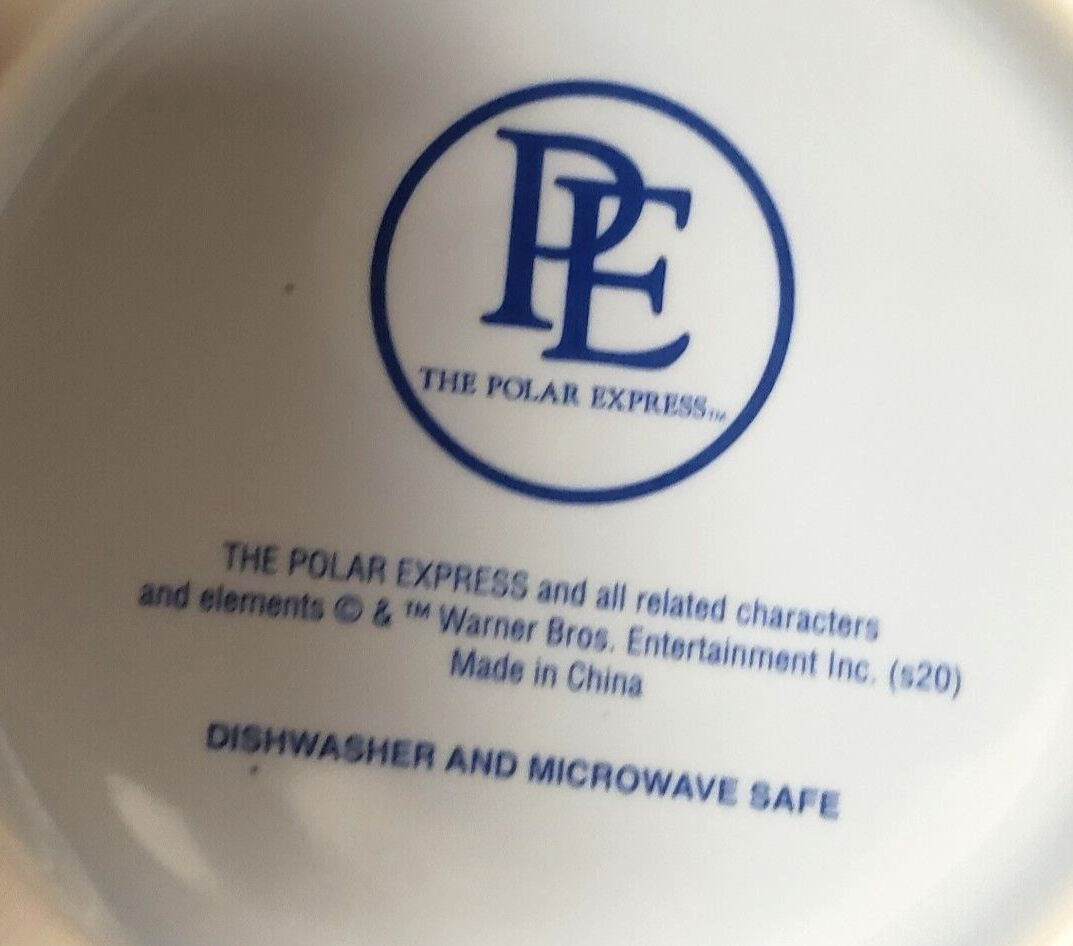 PE
THE POLAR EXPRESS™
THE POLAR EXPRESS and all related characters
and elements © & ™ Warner Bros. Entertainment Inc. (s20)
Made in China
DISHWASHER AND MICROWAVE SAFE